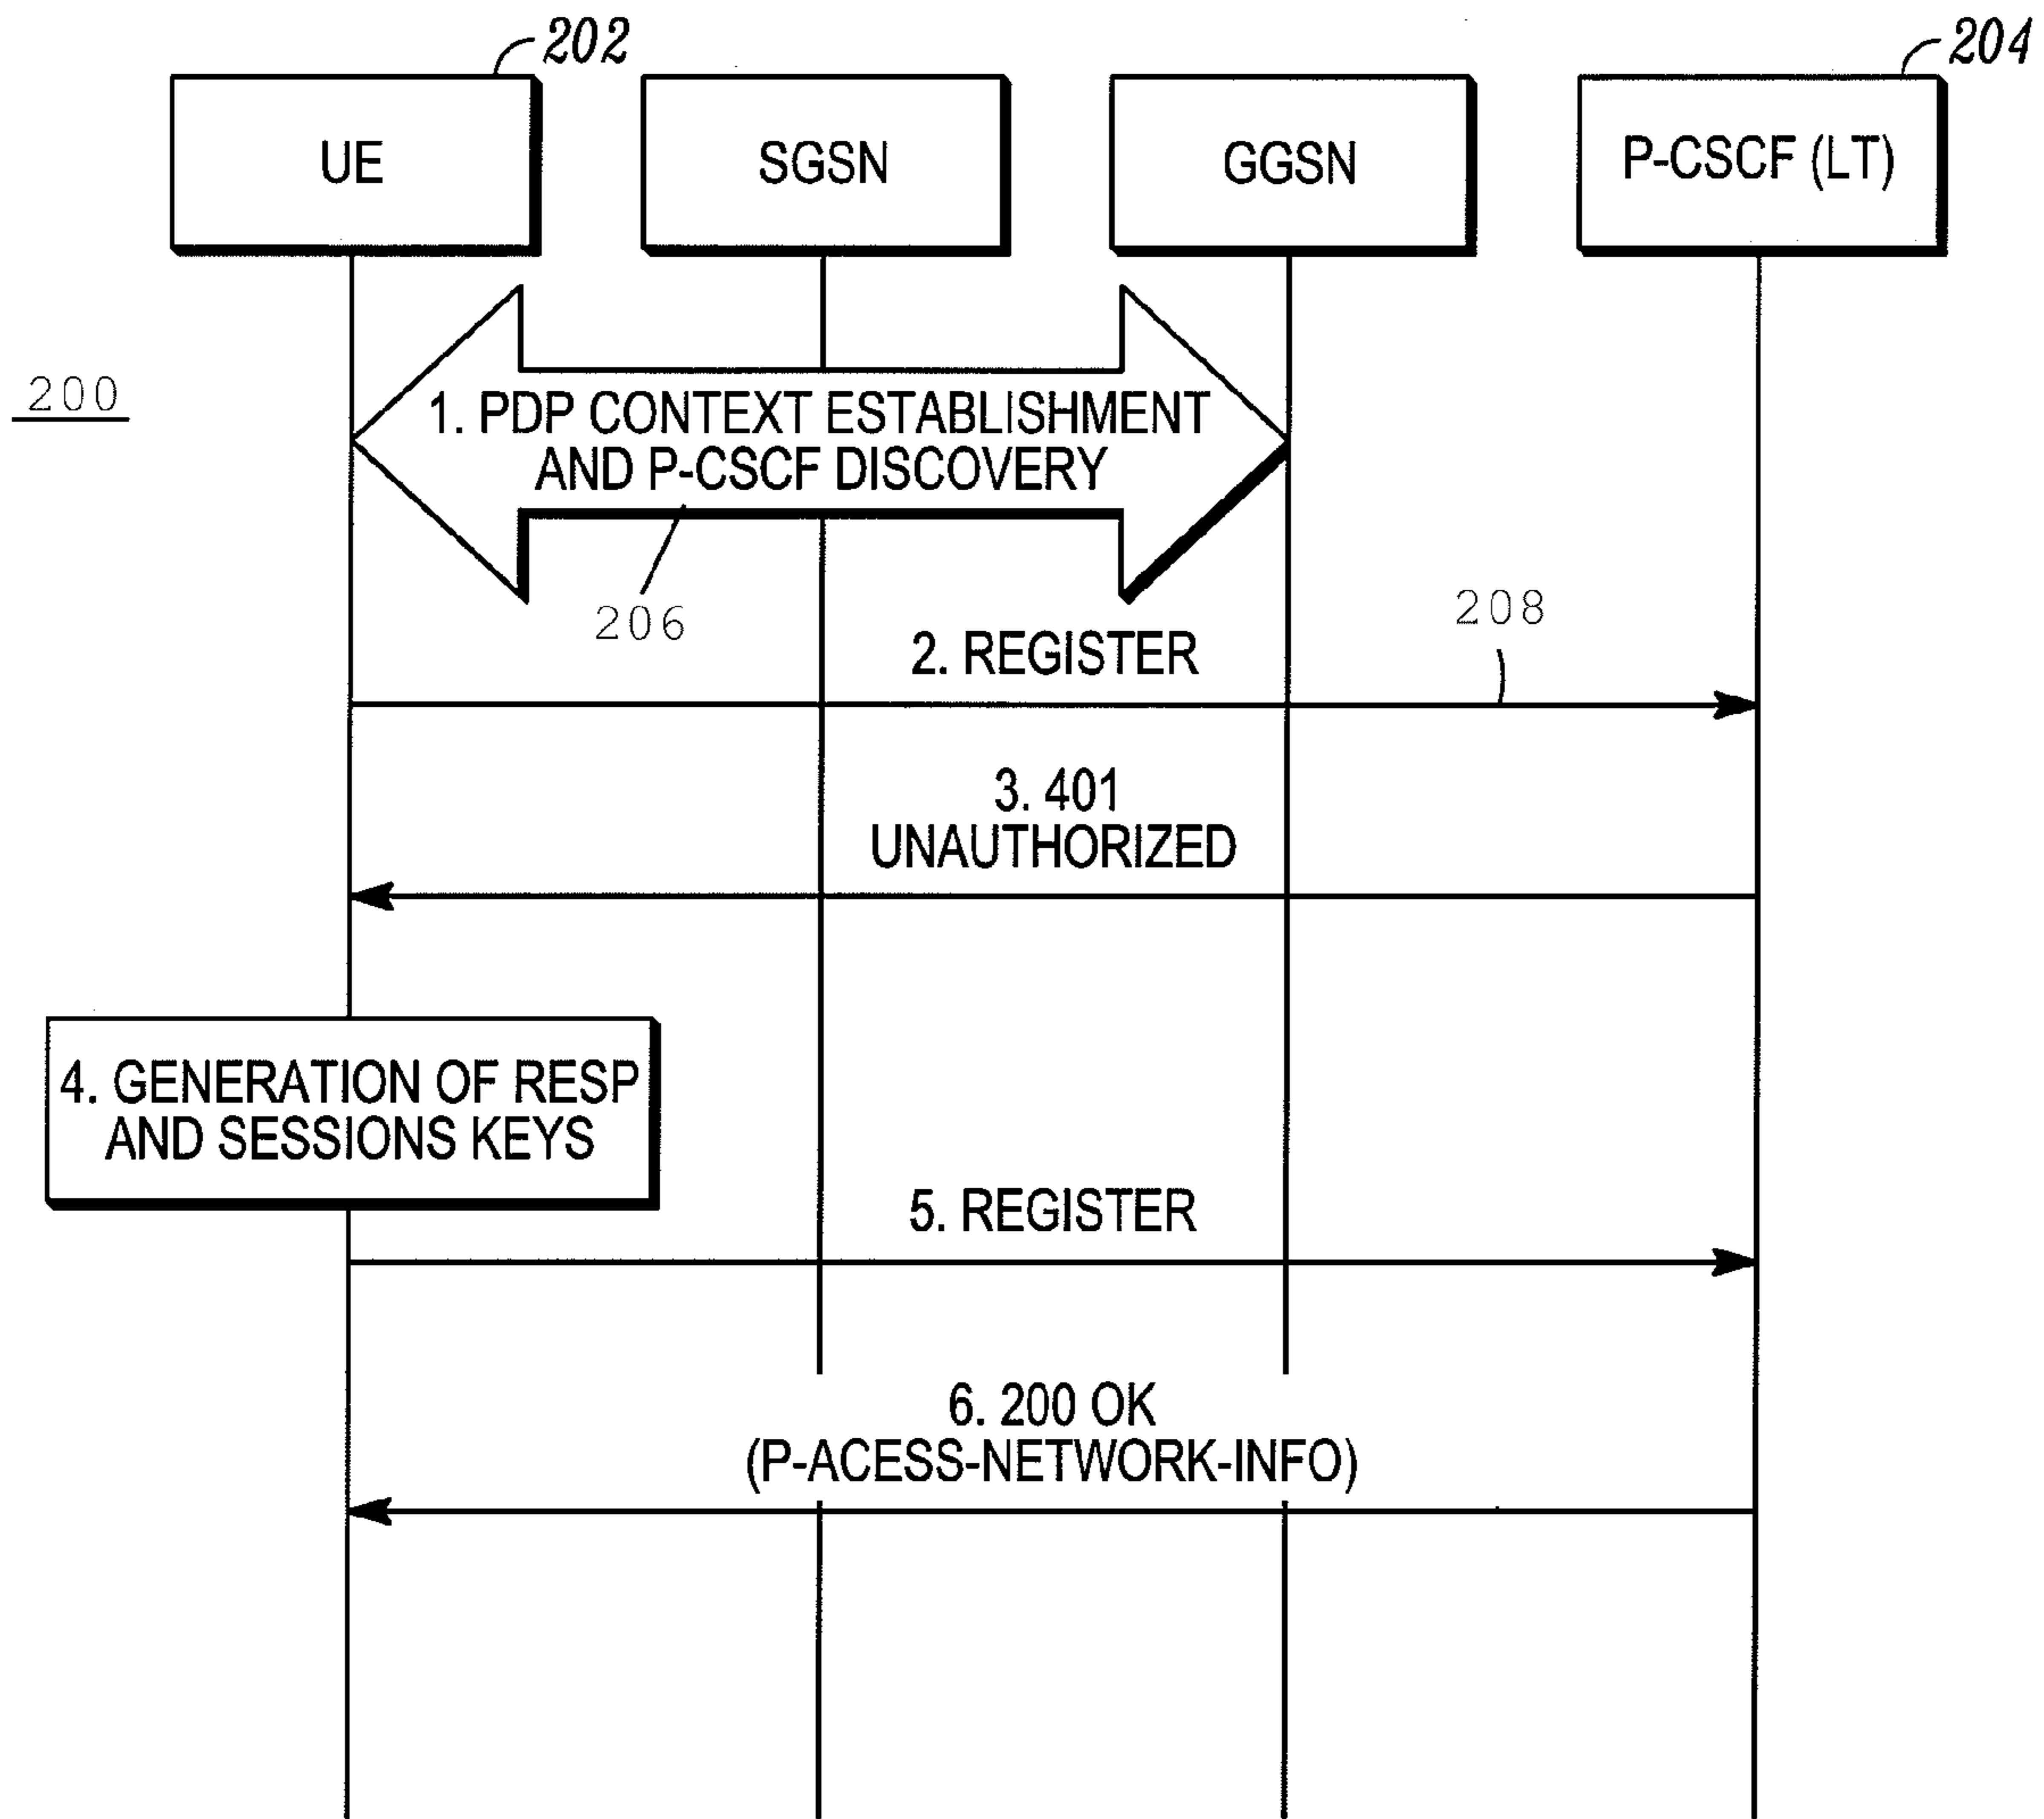 202
204
UE
SGSN
GGSN
P-CSCF (LT)
200
1. PDP CONTEXT ESTABLISHMENT
AND P-CSCF DISCOVERY
206
208
2. REGISTER
3. 401
UNAUTHORIZED
4. GENERATION OF RESP
AND SESSIONS KEYS
5. REGISTER
6. 200 OK
(P-ACESS-NETWORK-INFO)